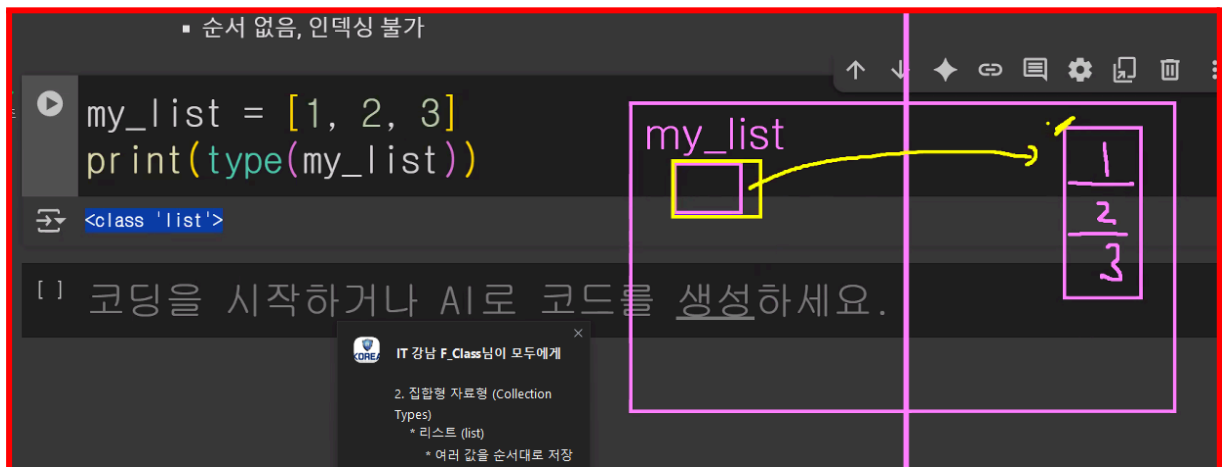 ▪ 순서 없음, 인덱싱 불가
my_list = [1, 2, 3]
print(type(my_list))
<class 'list'>
my_list
1
2
3
[ ] 코딩을 시작하거나 AI로 코드를 생성하세요.
IT 강남 F_Class님이 모두에게
2. 집합형 자료형 (Collection
Types)
* 리스트 (list)
* 여러 값을 순서대로 저장